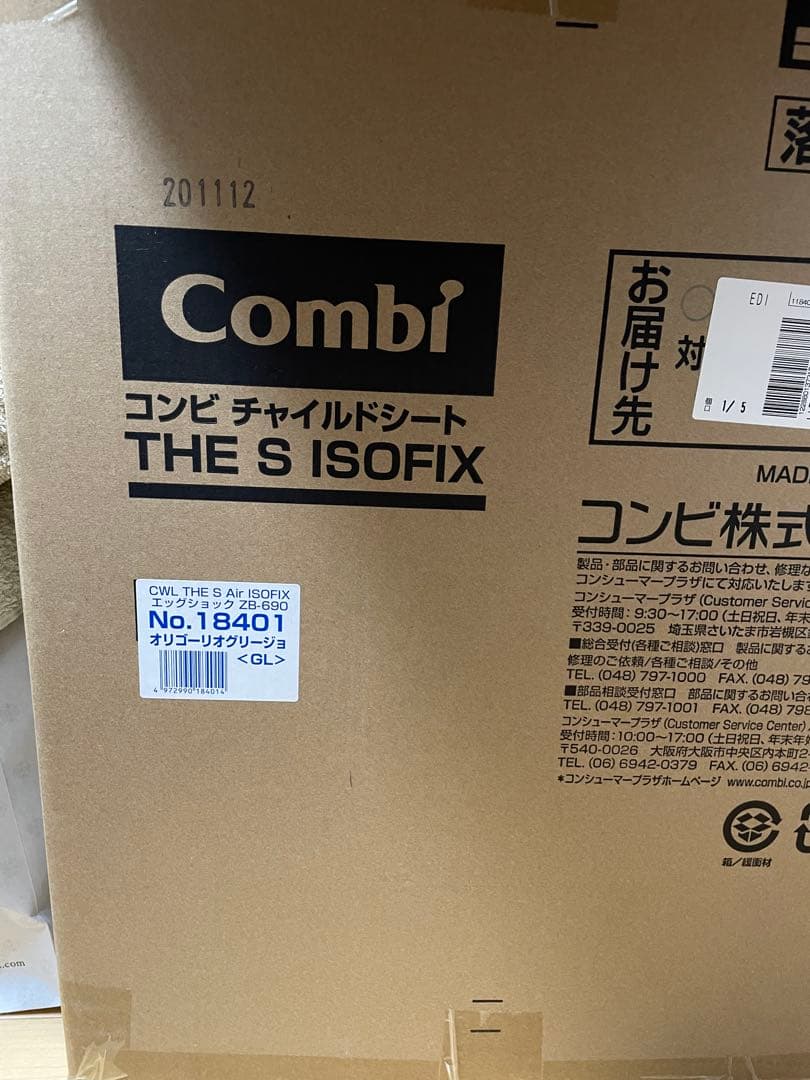 201112
Combi
コンビ チャイルドシート
THE S ISOFIX
CWL THE S Air ISOFIX
エッグショック ZB-690
No.18401
オリゴーリオグリージョ
<GL>
4 972990 184014
落
お届け先
対
EDI
個口 1/5
MAD
コンビ株式
製品・部品に関するお問い合わせ、修理な
コンシューマープラザにて対応いたします
コンシューマープラザ (Customer Servic
受付時間：9:30～17:00 (土日祝日、年末
〒339-0025 埼玉県さいたま市岩槻区
■総合受付(各種ご相談)窓口 製品に関する
修理のご依頼/各種ご相談/その他
TEL. (048) 797-1000 FAX. (048) 79
■部品相談受付窓口 部品に関するお問い合
TEL. (048) 797-1001 FAX. (048) 798
コンシューマープラザ (Customer Service Center)
受付時間：10:00～17:00 (土日祝日、年末年始
〒540-0026 大阪府大阪市中央区内本町2-
TEL. (06) 6942-0379 FAX. (06) 6942-
*コンシューマープラザホームページ www.combi.co.jp
箱/緩衝材
.com